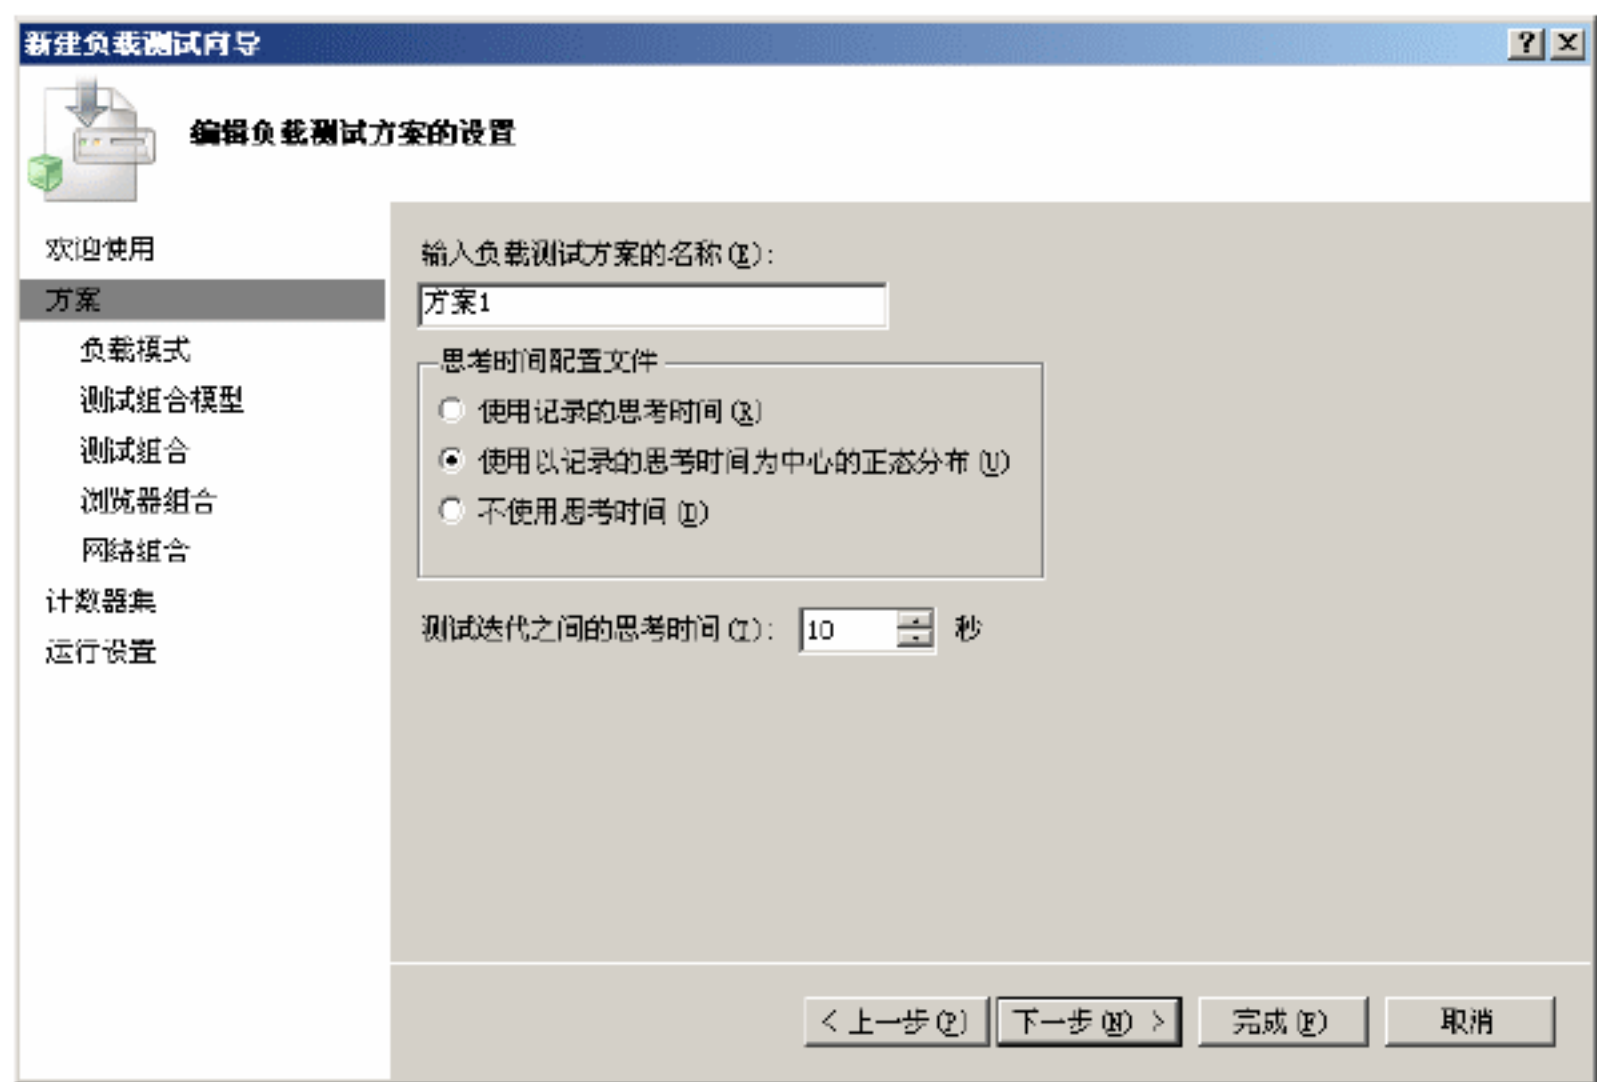 新建负载测试向导
编辑负载测试方案的设置
欢迎使用
方案
负载模式
测试组合模型
测试组合
浏览器组合
网络组合
计数器集
运行设置
输入负载测试方案的名称(E):
方案1
思考时间配置文件
使用记录的思考时间(R)
使用以记录的思考时间为中心的正态分布(U)
不使用思考时间(D)
测试迭代之间的思考时间(T): 10 秒
< 上一步(P) 下一步(N) > 完成(F) 取消